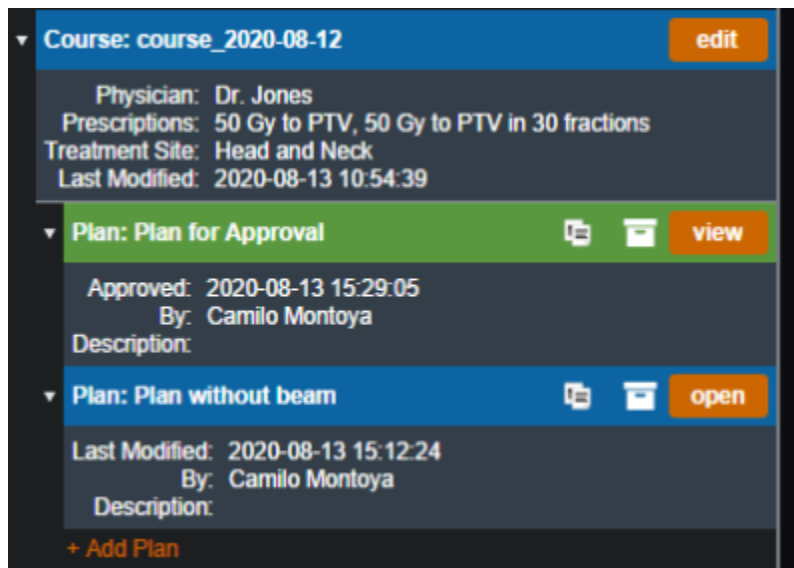 Course: course_2020-08-12 edit
Physician: Dr. Jones
Prescriptions: 50 Gy to PTV, 50 Gy to PTV in 30 fractions
Treatment Site: Head and Neck
Last Modified: 2020-08-13 10:54:39
Plan: Plan for Approval view
Approved: 2020-08-13 15:29:05
By: Camilo Montoya
Description:
Plan: Plan without beam open
Last Modified: 2020-08-13 15:12:24
By: Camilo Montoya
Description:
+ Add Plan